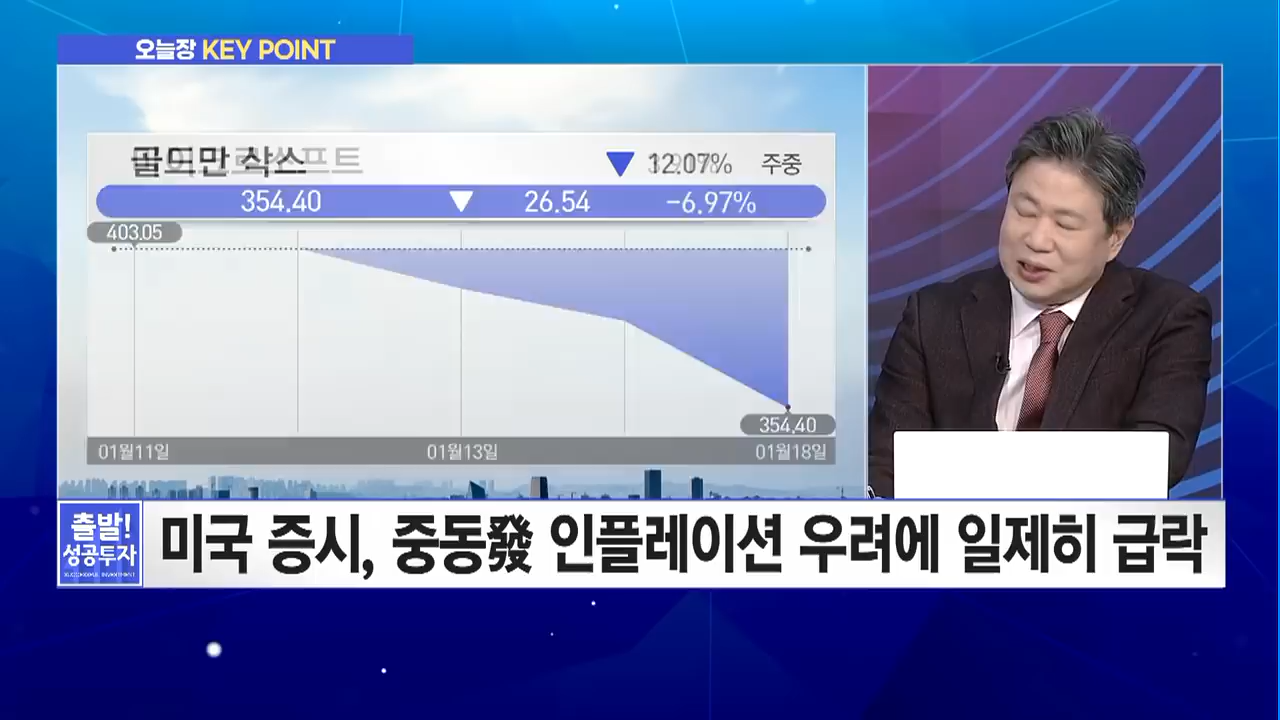 오늘장 KEY POINT
골드만 삭스
▼ 12.07% 주중
354.40 ▼ 26.54 -6.97%
403.05
354.40
01월11일 01월13일 01월18일
출발!
성공투자
미국 증시, 중동發 인플레이션 우려에 일제히 급락